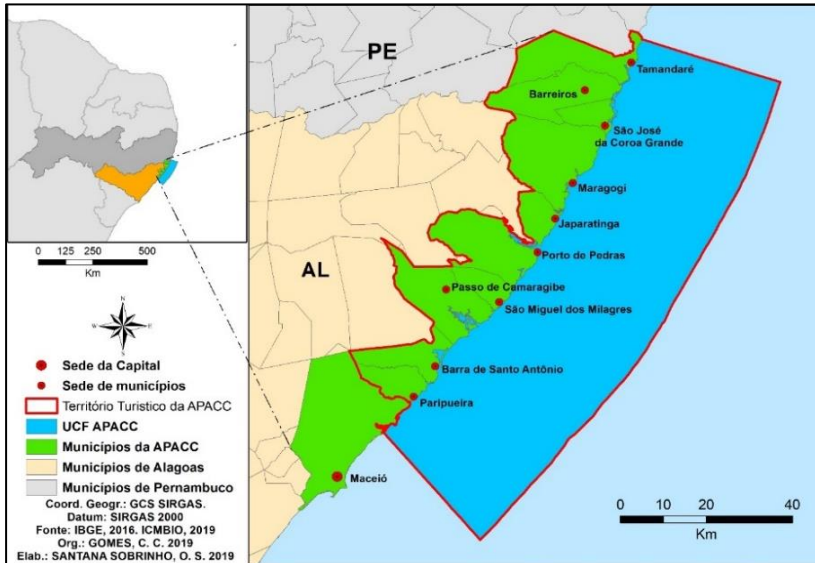 PE
AL
Tamandaré
Barreiros
São José
da Coroa Grande
Maragogi
Japaratinga
Porto de Pedras
Passo de Camaragibe
São Miguel dos Milagres
Barra de Santo Antônio
Paripueira
Maceió
0 125 250 500
Km
N
W E
S
Sede da Capital
Sede de municípios
Território Turistico da APACC
UCF APACC
Municípios da APACC
Municípios de Alagoas
Municípios de Pernambuco
Coord. Geogr.: GCS SIRGAS.
Datum: SIRGAS 2000
Fonte: IBGE, 2016. ICMBIO, 2019
Org.: GOMES, C. C. 2019
Elab.: SANTANA SOBRINHO, O. S. 2019
0 10 20 40
Km